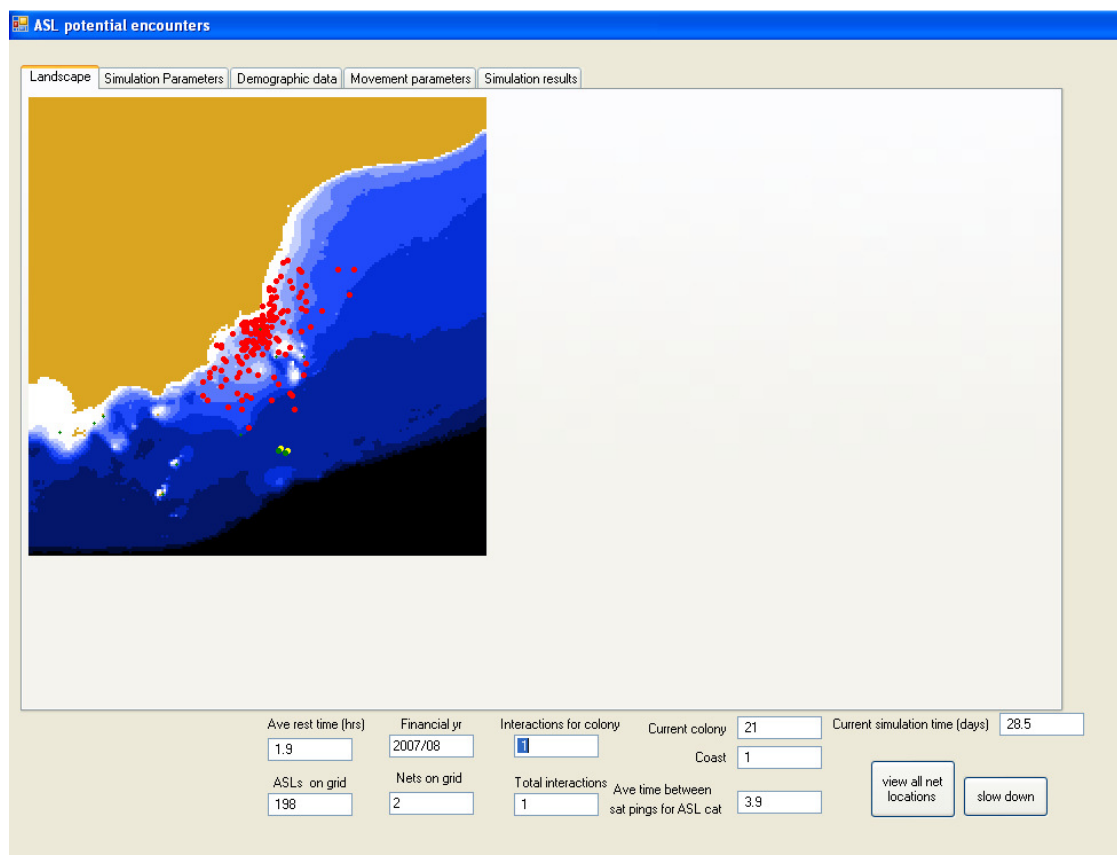 ASL potential encounters
Landscape Simulation Parameters Demographic data Movement parameters Simulation results
Ave rest time (hrs) Financial yr Interactions for colony Current colony 21 Current simulation time (days) 28.5
1.9 2007/08 1
Coast 1
ASLs on grid Nets on grid Total interactions Ave time between
sat pings for ASL cat 3.9
198 2 1
view all net
locations
slow down